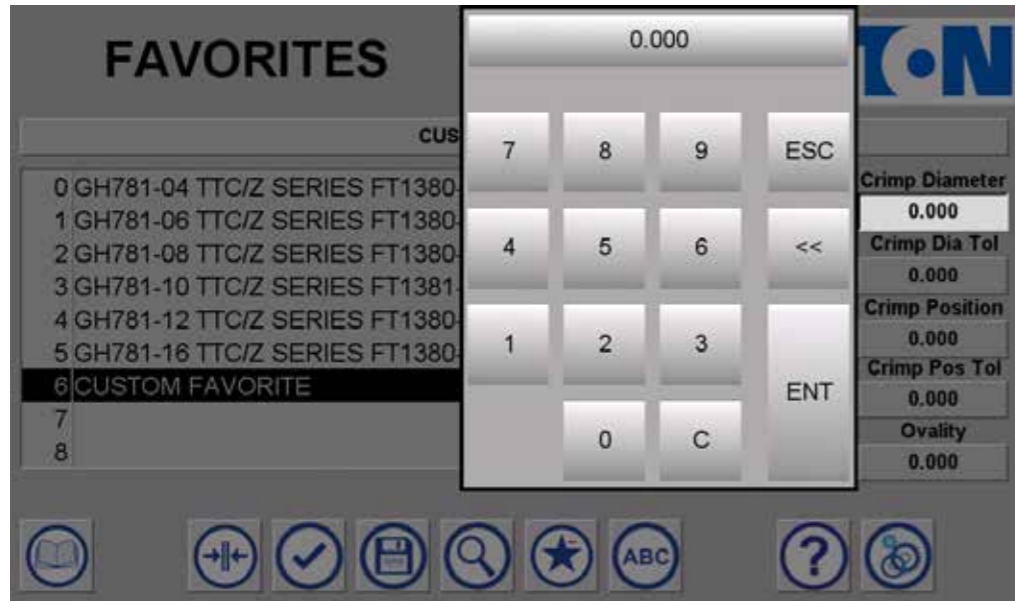 FAVORITES
0.000
TON
CUS
7 8 9 ESC
4 5 6 <<
1 2 3
ENT
0 C
0 GH781-04 TTC/Z SERIES FT1380-
1 GH781-06 TTC/Z SERIES FT1380-
2 GH781-08 TTC/Z SERIES FT1380-
3 GH781-10 TTC/Z SERIES FT1381-
4 GH781-12 TTC/Z SERIES FT1380-
5 GH781-16 TTC/Z SERIES FT1380-
6 CUSTOM FAVORITE
7
8
Crimp Diameter
0.000
Crimp Dia Tol
0.000
Crimp Position
0.000
Crimp Pos Tol
0.000
Ovality
0.000
ABC
?